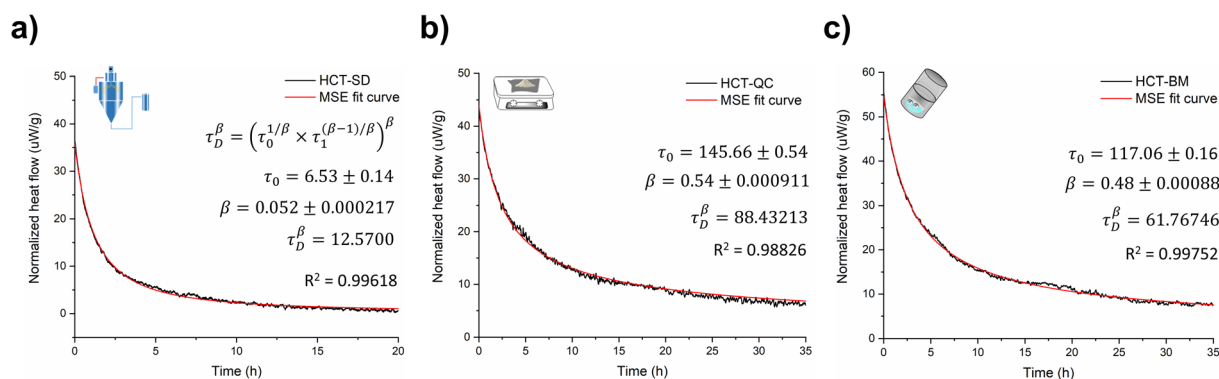 a)
Normalized heat flow (uW/g)
50
40
30
20
10
0
HCT-SD
MSE fit curve
τ_D^β = (τ_0^{1/β} × τ_1^{(β−1)/β})^β
τ_0 = 6.53 ± 0.14
β = 0.052 ± 0.000217
τ_D^β = 12.5700
R² = 0.99618
0 5 10 15 20
Time (h)
b)
Normalized heat flow (uW/g)
50
40
30
20
10
0
HCT-QC
MSE fit curve
τ_0 = 145.66 ± 0.54
β = 0.54 ± 0.000911
τ_D^β = 88.43213
R² = 0.98826
0 5 10 15 20 25 30 35
Time (h)
c)
Normalized heat flow (uW/g)
60
50
40
30
20
10
0
HCT-BM
MSE fit curve
τ_0 = 117.06 ± 0.16
β = 0.48 ± 0.00088
τ_D^β = 61.76746
R² = 0.99752
0 5 10 15 20 25 30 35
Time (h)